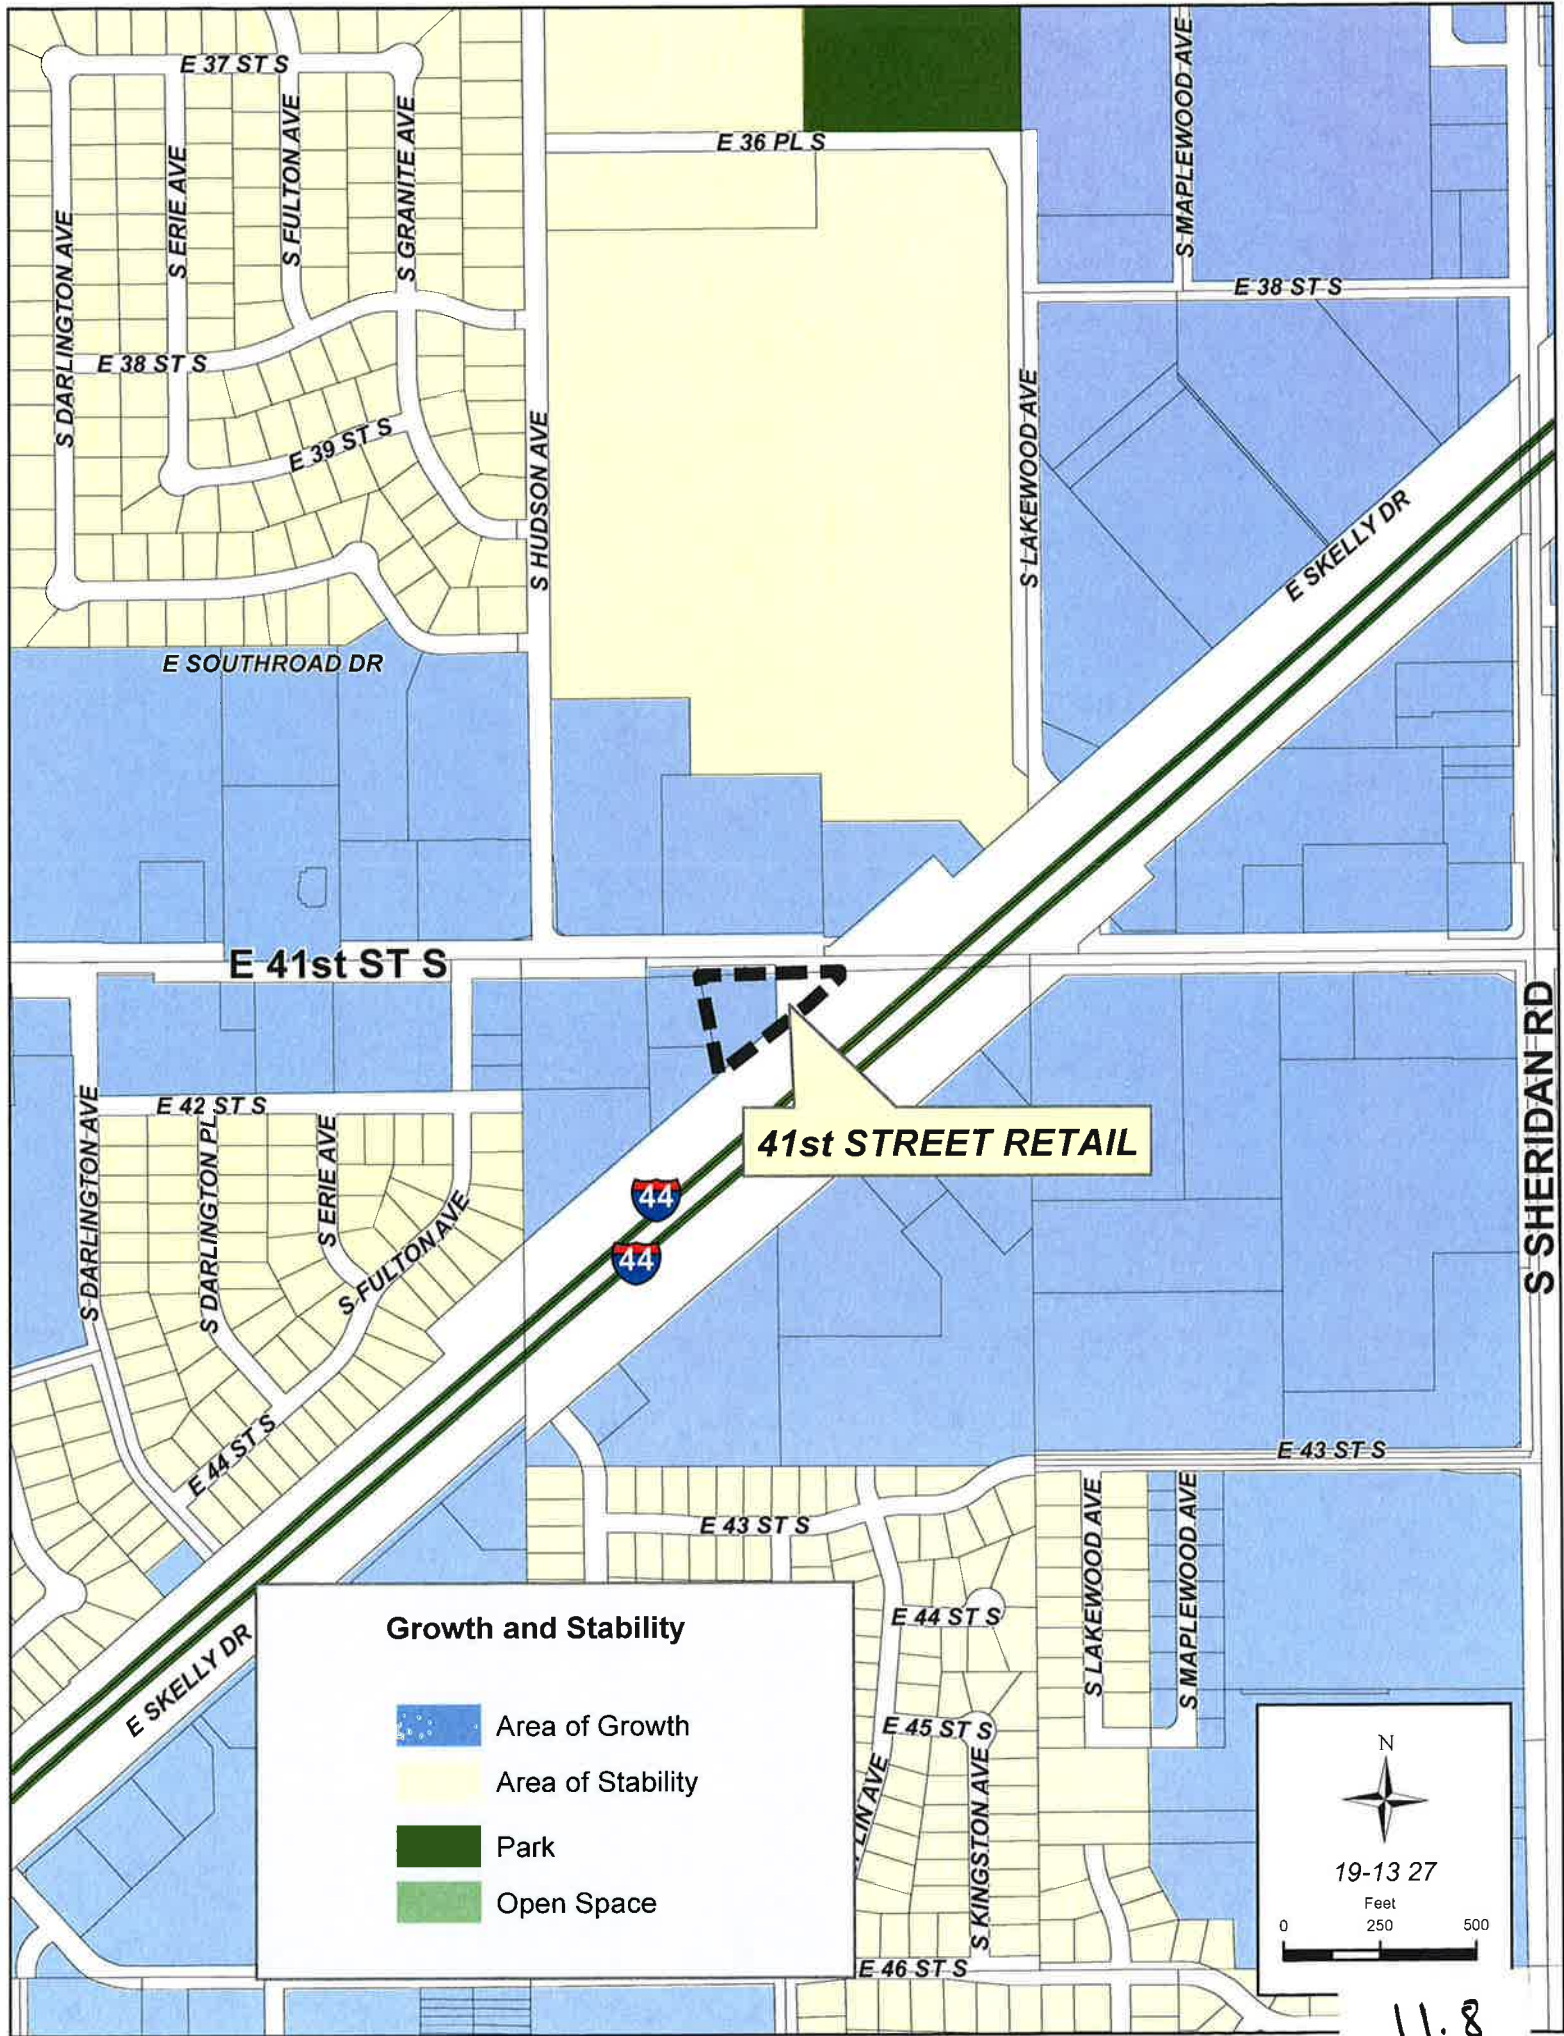 E 37 ST S
S DARLINGTON AVE
S ERIE AVE
S FULTON AVE
S GRANITE AVE
E 36 PL S
S MAPLEWOOD AVE
E 38 ST S
E 38 ST S
E 39 ST S
S HUDSON AVE
S LAKEWOOD AVE
E SKELLY DR
E SOUTHROAD DR
E 41st ST S
S SHERIDAN RD
41st STREET RETAIL
44
44
E 42 ST S
S DARLINGTON AVE
S DARLINGTON PL
S ERIE AVE
S FULTON AVE
E 44 ST S
E 43 ST S
E 43 ST S
S LAKEWOOD AVE
S MAPLEWOOD AVE
E 44 ST S
E 45 ST S
LIN AVE
S KINGSTON AVE
E 46 ST S
E SKELLY DR
Growth and Stability
Area of Growth
Area of Stability
Park
Open Space
N
19-13 27
Feet
0 250 500
11.8